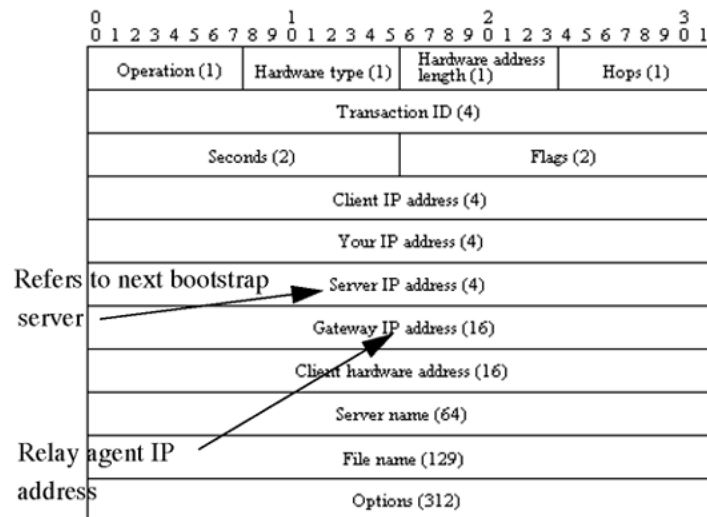 0 1 2 3
0 1 2 3 4 5 6 7 8 9 0 1 2 3 4 5 6 7 8 9 0 1 2 3 4 5 6 7 8 9 0 1
Operation (1) Hardware type (1) Hardware address length (1) Hops (1)
Transaction ID (4)
Seconds (2) Flags (2)
Client IP address (4)
Your IP address (4)
Refers to next bootstrap
server
Server IP address (4)
Gateway IP address (16)
Client hardware address (16)
Server name (64)
Relay agent IP
address
File name (129)
Options (312)